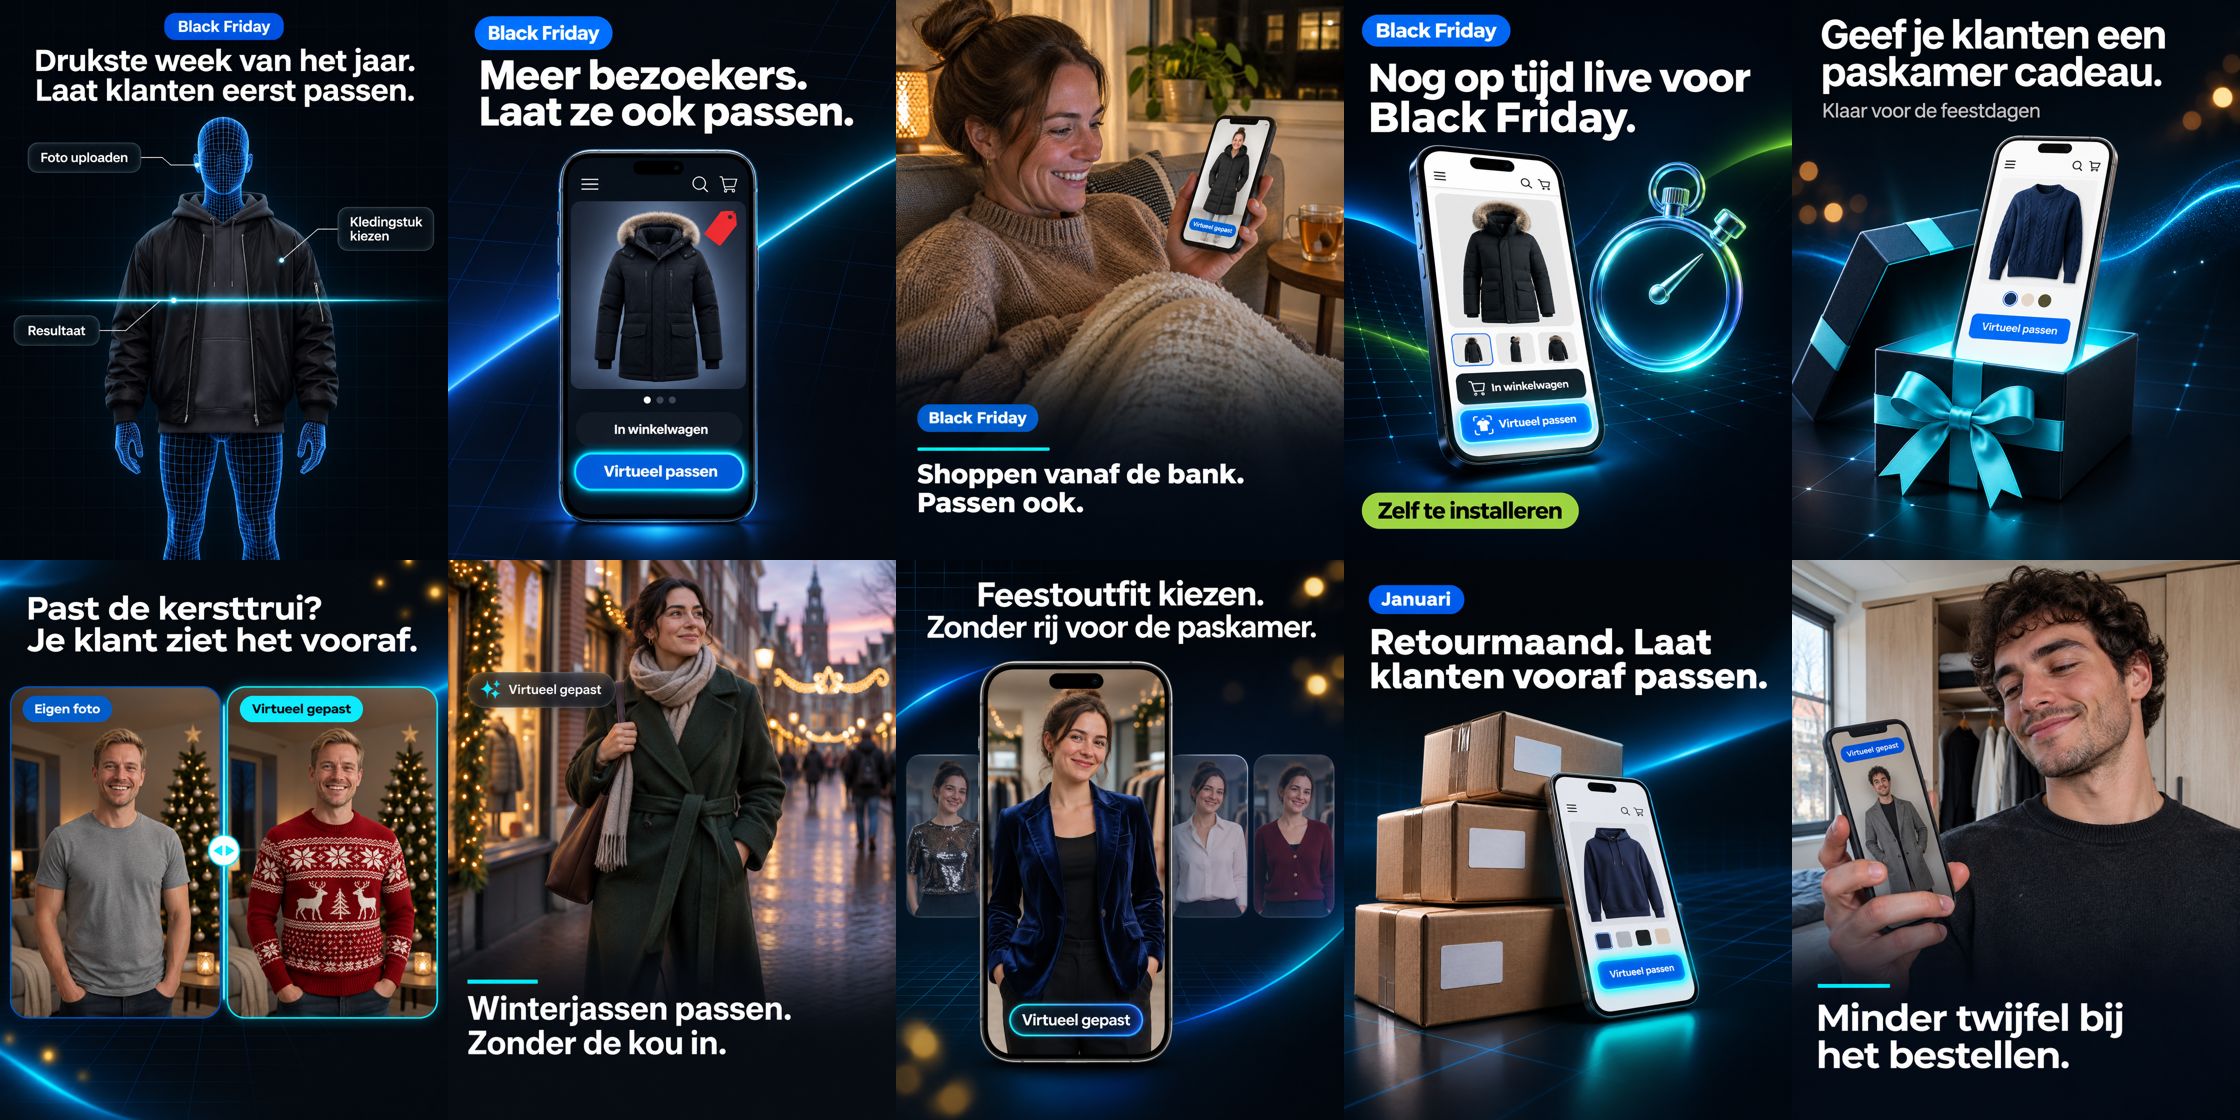 Black Friday
Drukste week van het jaar.
Laat klanten eerst passen.
Foto uploaden
Kledingstuk
kiezen
Resultaat
Black Friday
Meer bezoekers.
Laat ze ook passen.
In winkelwagen
Virtueel passen
Virtueel gepast
Black Friday
Shoppen vanaf de bank.
Passen ook.
Black Friday
Nog op tijd live voor
Black Friday.
In winkelwagen
Virtueel passen
Zelf te installeren
Geef je klanten een
paskamer cadeau.
Klaar voor de feestdagen
Virtueel passen
Past de kersttrui?
Je klant ziet het vooraf.
Eigen foto
Virtueel gepast
Virtueel gepast
Winterjassen passen.
Zonder de kou in.
Feestoutfit kiezen.
Zonder rij voor de paskamer.
Virtueel gepast
Januari
Retourmaand. Laat
klanten vooraf passen.
Virtueel passen
Virtueel gepast
Minder twijfel bij
het bestellen.